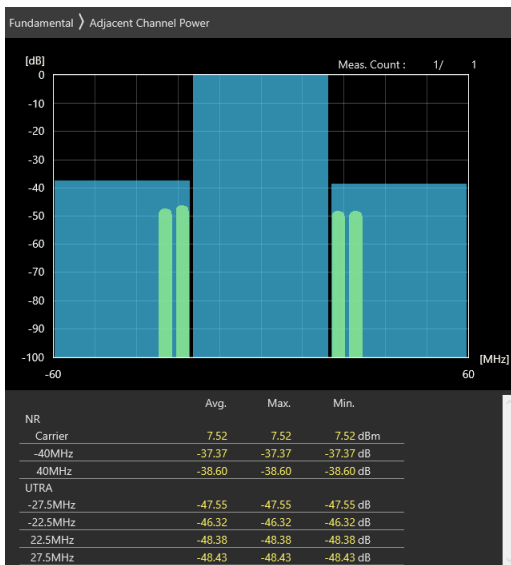 Fundamental 〉 Adjacent Channel Power
[dB]
Meas. Count : 1/ 1
0
-10
-20
-30
-40
-50
-60
-70
-80
-90
-100
[MHz]
-60 60
Avg. Max. Min.
NR
Carrier 7.52 7.52 7.52 dBm
-40MHz -37.37 -37.37 -37.37 dB
40MHz -38.60 -38.60 -38.60 dB
UTRA
-27.5MHz -47.55 -47.55 -47.55 dB
-22.5MHz -46.32 -46.32 -46.32 dB
22.5MHz -48.38 -48.38 -48.38 dB
27.5MHz -48.43 -48.43 -48.43 dB